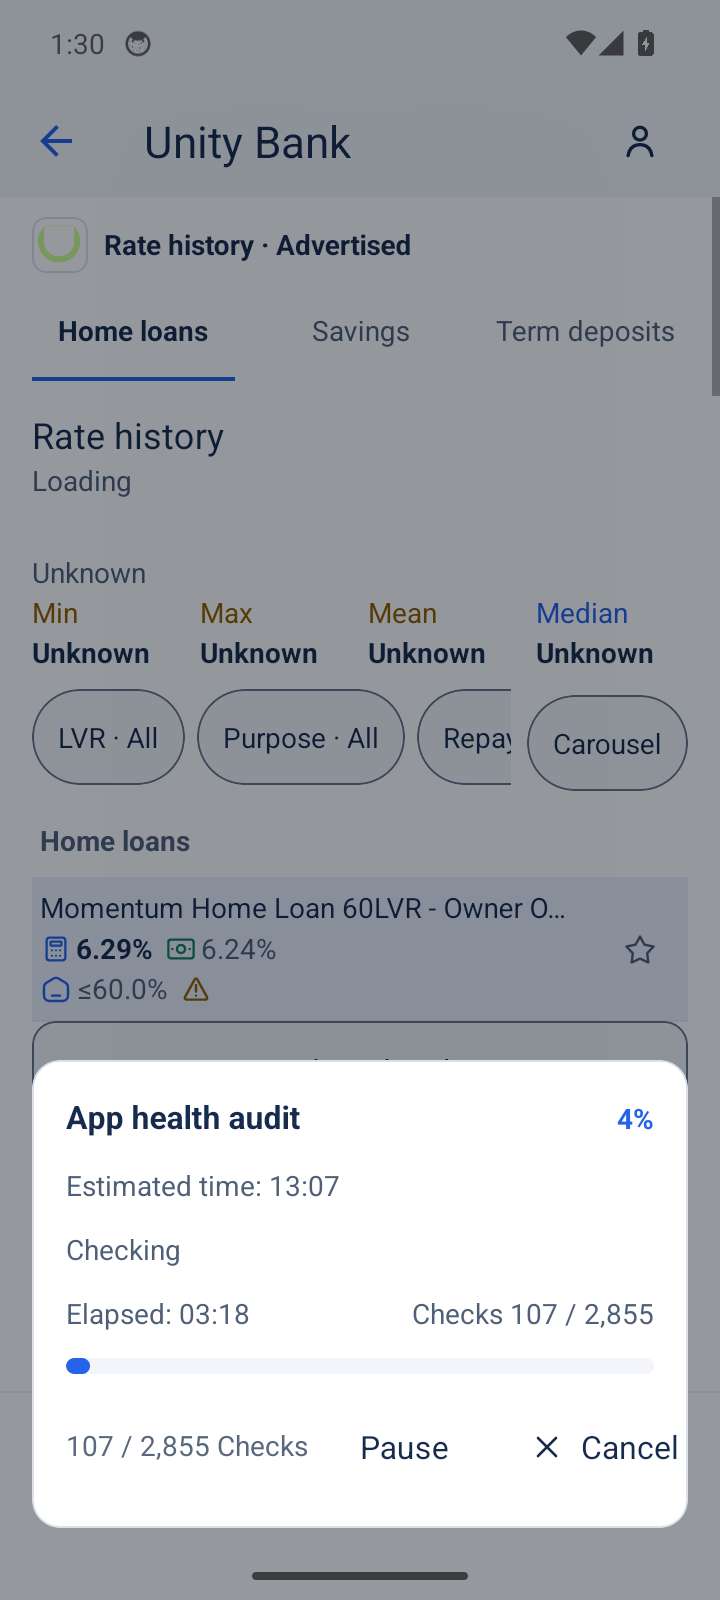 1:30
Unity Bank
Rate history · Advertised
Home loans Savings Term deposits
Rate history
Loading
Unknown
Min Max Mean Median
Unknown Unknown Unknown Unknown
LVR · All Purpose · All Repay Carousel
Home loans
Momentum Home Loan 60LVR - Owner O...
6.29% 6.24%
≤60.0%
App health audit 4%
Estimated time: 13:07
Checking
Elapsed: 03:18 Checks 107 / 2,855
107 / 2,855 Checks Pause Cancel